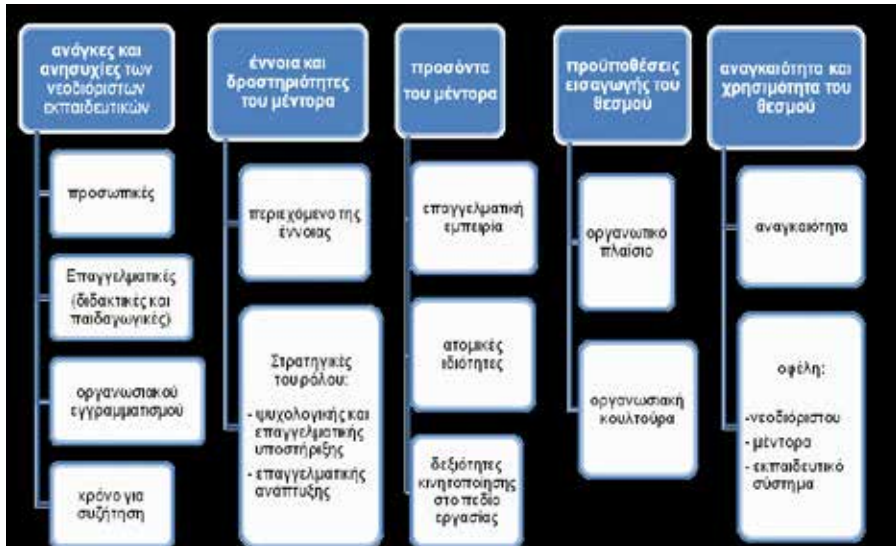 ανάγκες και
ανησυχίες των
νεοδιόριστων
εκπαιδευτικών
προσωπικές
Επαγγελματικές
(διδακτικές και
παιδαγωγικές)
οργανωσιακού
εγγραμματισμού
χρόνο για
συζήτηση
έννοια και
δραστηριότητες
του μέντορα
περιεχόμενο της
έννοιας
Στρατηγικές
του ρόλου:
- ψυχολογικής και
επαγγελματικής
υποστήριξης
- επαγγελματικής
ανάπτυξης
προσόντα
του μέντορα
επαγγελματική
εμπειρία
ατομικές
ιδιότητες
δεξιότητες
κινητοποίησης
στο πεδίο
εργασίας
προϋποθέσεις
εισαγωγής του
θεσμού
οργανωτικό
πλαίσιο
οργανωσιακή
κουλτούρα
αναγκαιότητα και
χρησιμότητα του
θεσμού
αναγκαιότητα
οφέλη:
-νεοδιόριστου
- μέντορα
- εκπαιδευτικό
σύστημα